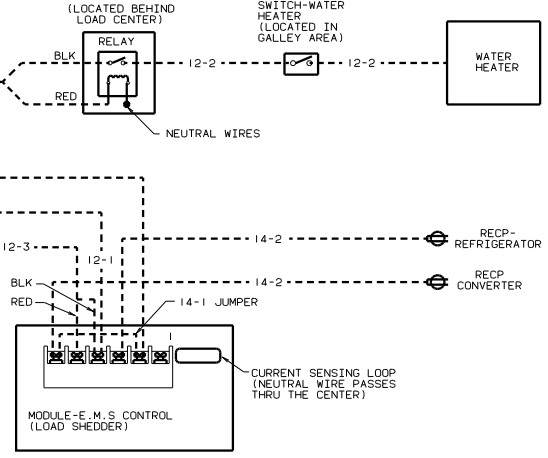 (LOCATED BEHIND
LOAD CENTER)
SWITCH-WATER
HEATER
(LOCATED IN
GALLEY AREA)
RELAY
BLK
12-2
12-2
WATER
HEATER
RED
NEUTRAL WIRES
12-3
12-1
14-2
RECP-
REFRIGERATOR
BLK
14-2
RECP
CONVERTER
RED
14-1 JUMPER
1
CURRENT SENSING LOOP
(NEUTRAL WIRE PASSES
THRU THE CENTER)
MODULE-E.M.S CONTROL
(LOAD SHEDDER)